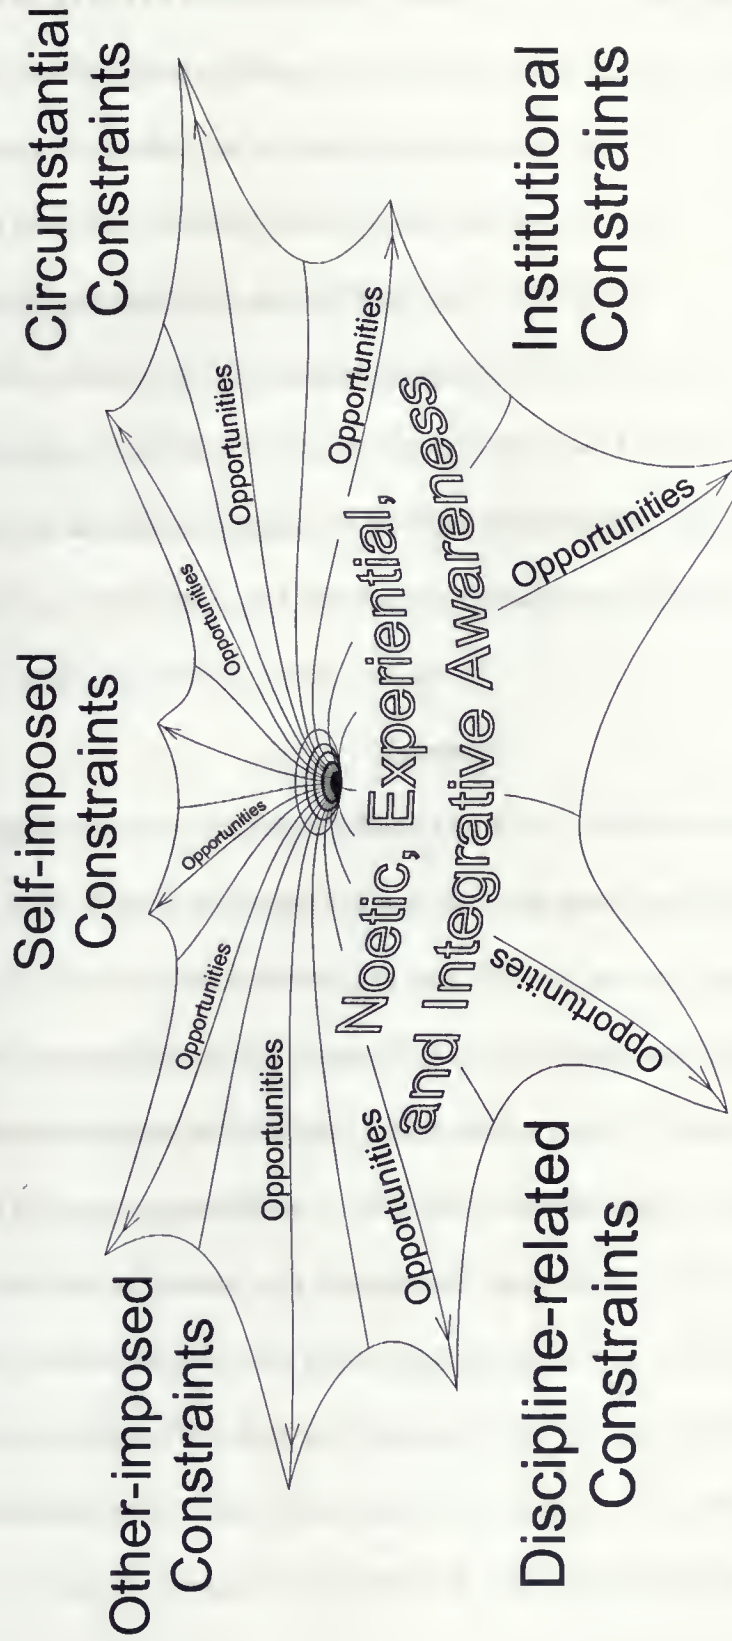 Self-imposed
Constraints
Circumstantial
Constraints
Other-imposed
Constraints
Opportunities
Opportunities
Opportunities
Opportunities
Opportunities
Opportunities
Opportunities
Noetic, Experiential,
and Integrative Awareness
Opportunities
Opportunities
Discipline-related
Constraints
Institutional
Constraints